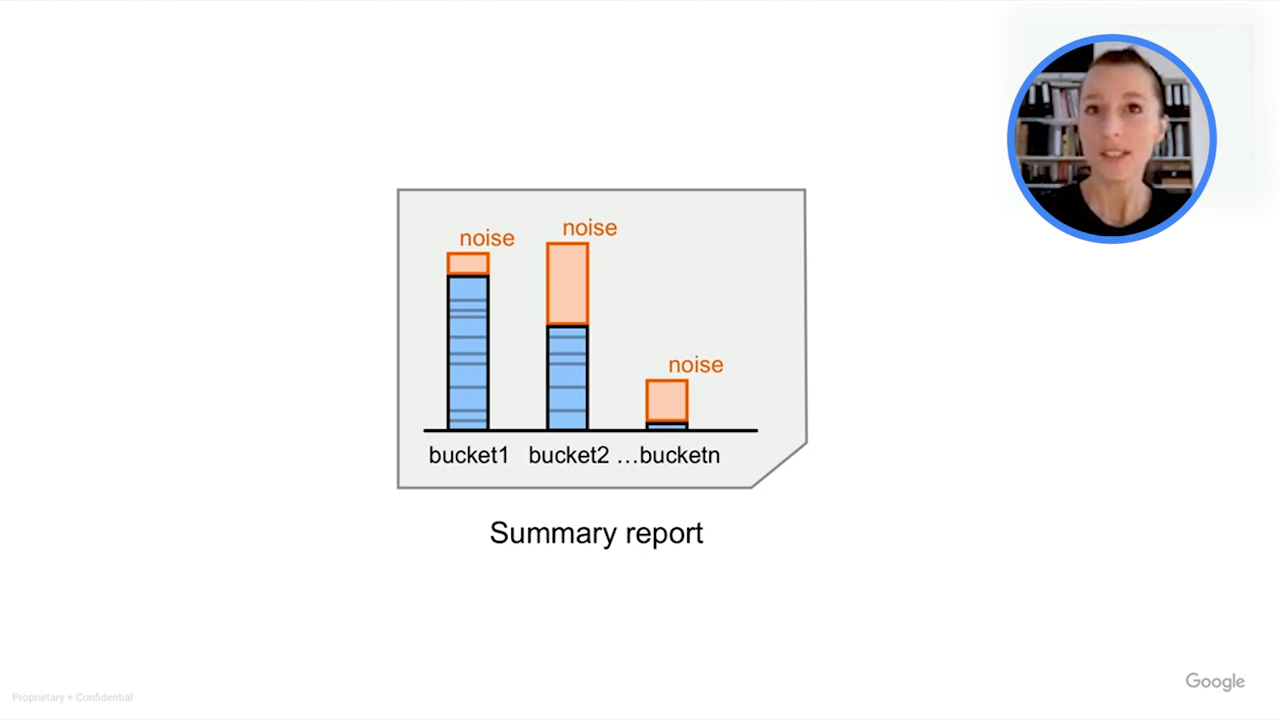 noise
noise
noise
bucket1 bucket2 …bucketn
Summary report
Proprietary + Confidential
Google